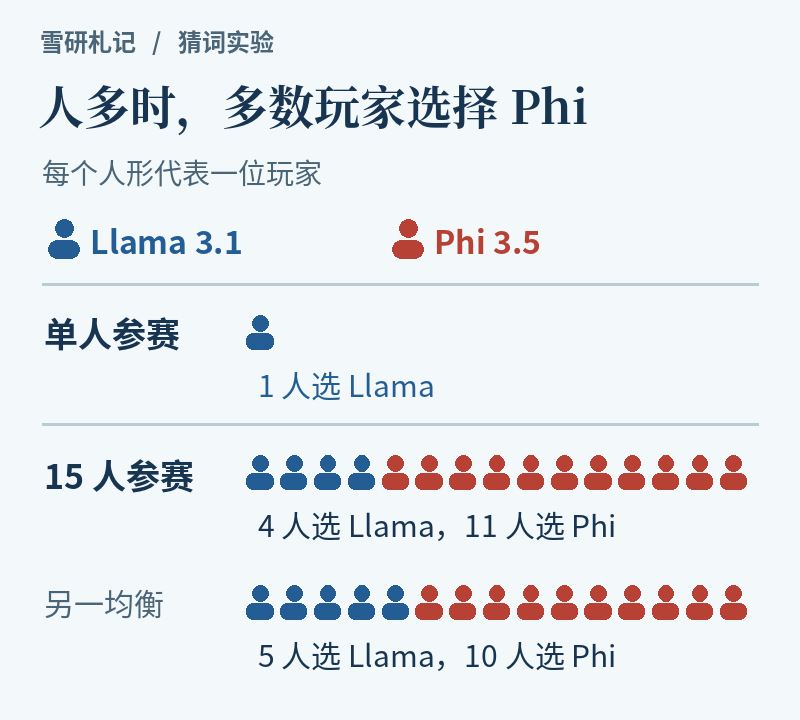 雪研札记 / 猜词实验
人多时，多数玩家选择 Phi
每个人形代表一位玩家
Llama 3.1 Phi 3.5
单人参赛
1 人选 Llama
15 人参赛
4 人选 Llama，11 人选 Phi
另一均衡
5 人选 Llama，10 人选 Phi